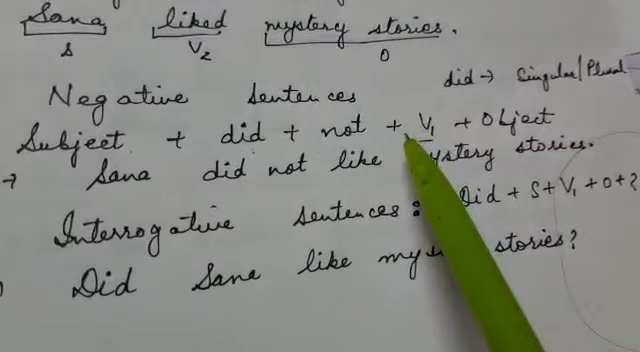 Sana liked mystery stories.
S V2 O
did → Singular/Plural
Negative sentences
Subject + did + not + V1 + Object
→ Sana did not like mystery stories.
Interrogative sentences: Did + S + V1 + O + ?
Did Sana like stories?